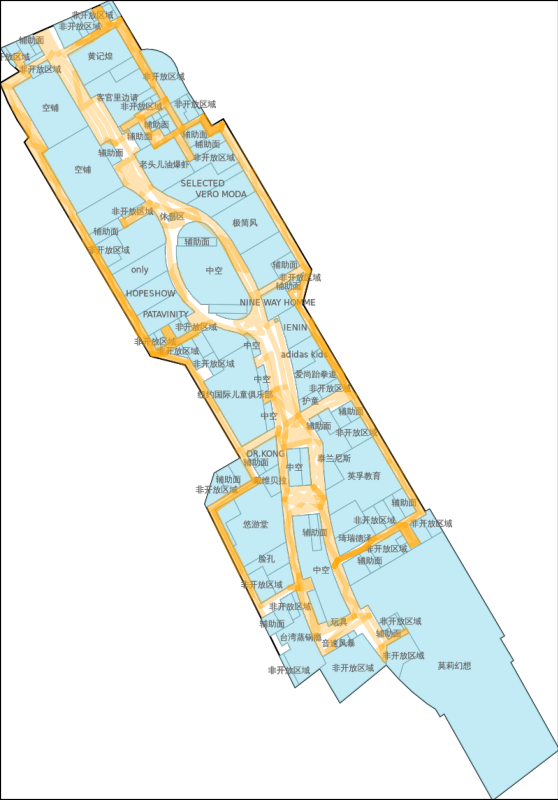 非开放区域
非开放区域
辅助面
黄记煌
非开放区域
非开放区域
非开放区域
客官里边请
非开放区域
非开放区域
空铺
辅助面
辅助面
辅助面
辅助面
辅助面
非开放区域
老头儿油爆虾
空铺
SELECTED
VERO MODA
非开放区域
休息区
极简风
辅助面
辅助面
非开放区域
only
中空
辅助面
非开放区域
辅助面
HOPESHOW
NINE WAY HOMME
PATAVINITY
非开放区域
JENIN
非开放区域
中空
非开放区域
adidas kids
非开放区域
爱尚跆拳道
中空
非开放区域
纽约国际儿童俱乐部
护童
中空
辅助面
辅助面
非开放区域
DR.KONG
辅助面
泰兰尼斯
中空
英孚教育
辅助面
非开放区域
辅助面
悠游堂
非开放区域
非开放区域
辅助面
琦瑞德泽
非开放区域
脸孔
辅助面
中空
非开放区域
非开放区域
辅助面
玩具
非开放区域
辅助面
台湾蒸锅
音速风暴
非开放区域
非开放区域
非开放区域
莫莉幻想